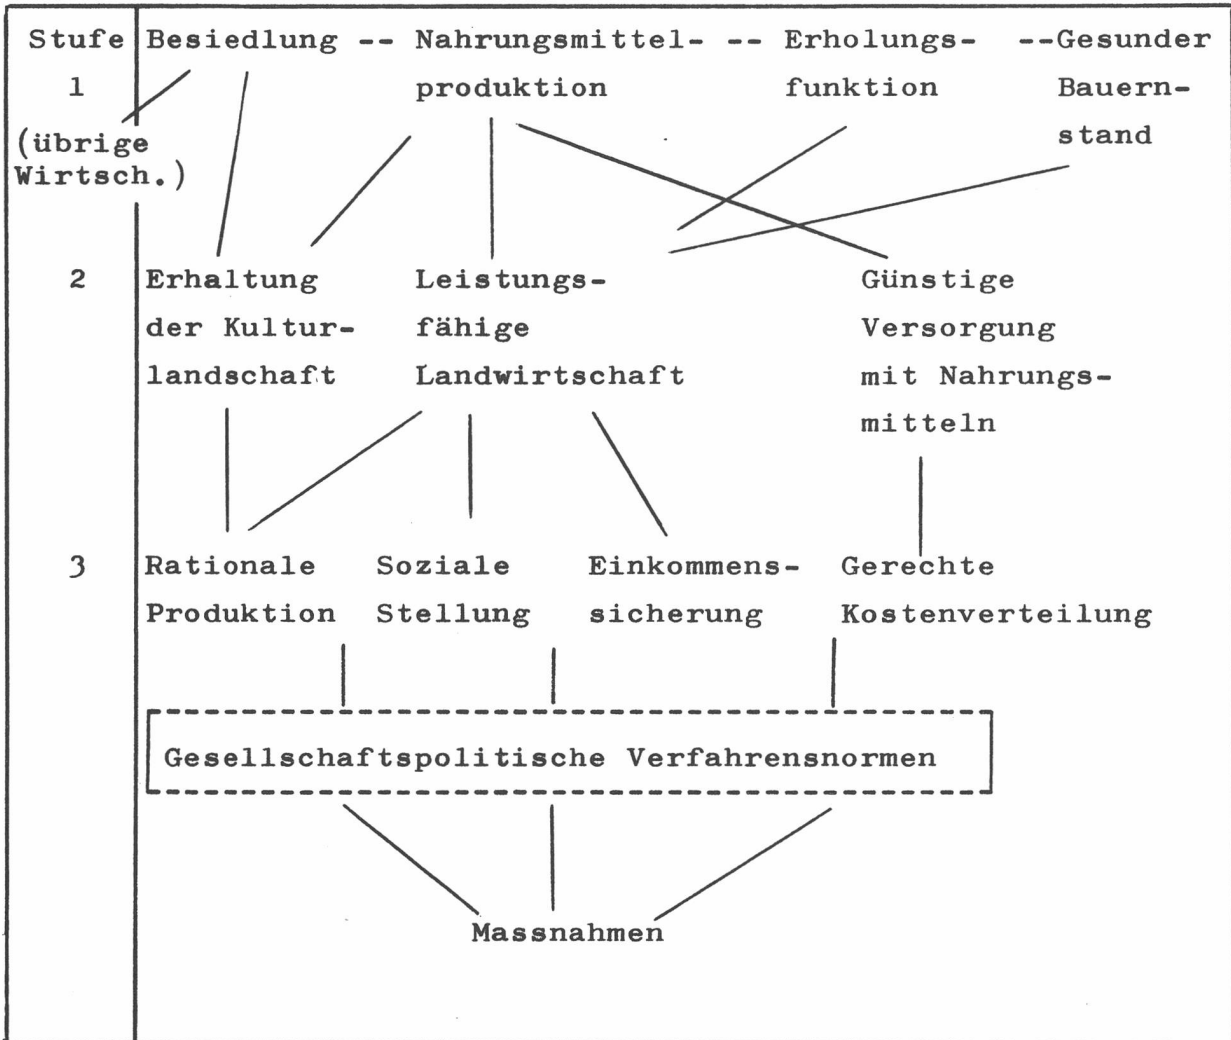 Stufe Besiedlung -- Nahrungsmittel- -- Erholungs- --Gesunder
1 produktion funktion Bauern-
(übrige stand
Wirtsch.)
2 Erhaltung Leistungs- Günstige
der Kultur- fähige Versorgung
landschaft Landwirtschaft mit Nahrungs-
mitteln
3 Rationale Soziale Einkommens- Gerechte
Produktion Stellung sicherung Kostenverteilung
Gesellschaftspolitische Verfahrensnormen
Massnahmen